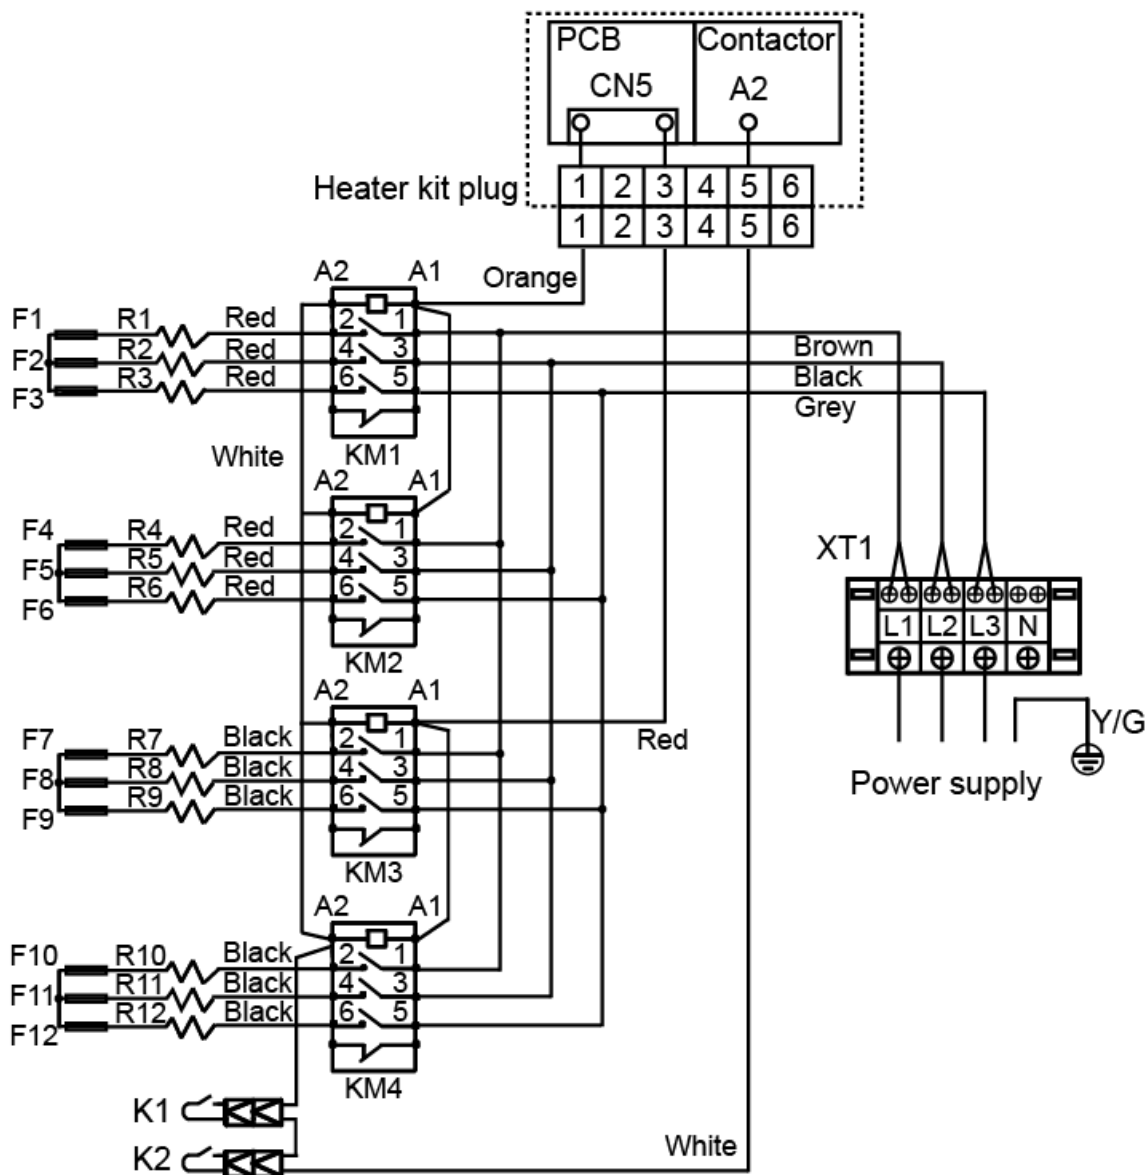 PCB Contactor
CN5 A2
1 2 3 4 5 6
Heater kit plug
1 2 3 4 5 6
A2 A1 Orange
F1 R1 Red 2 1
F2 R2 Red 4 3 Brown
F3 R3 Red 6 5 Black
Grey
White KM1
A2 A1
F4 R4 Red 2 1
F5 R5 Red 4 3
F6 R6 Red 6 5
KM2
XT1
L1 L2 L3 N
A2 A1
F7 R7 Black 2 1 Red
F8 R8 Black 4 3
F9 R9 Black 6 5
KM3
Y/G
Power supply
A2 A1
F10 R10 Black 2 1
F11 R11 Black 4 3
F12 R12 Black 6 5
KM4
K1
K2 White